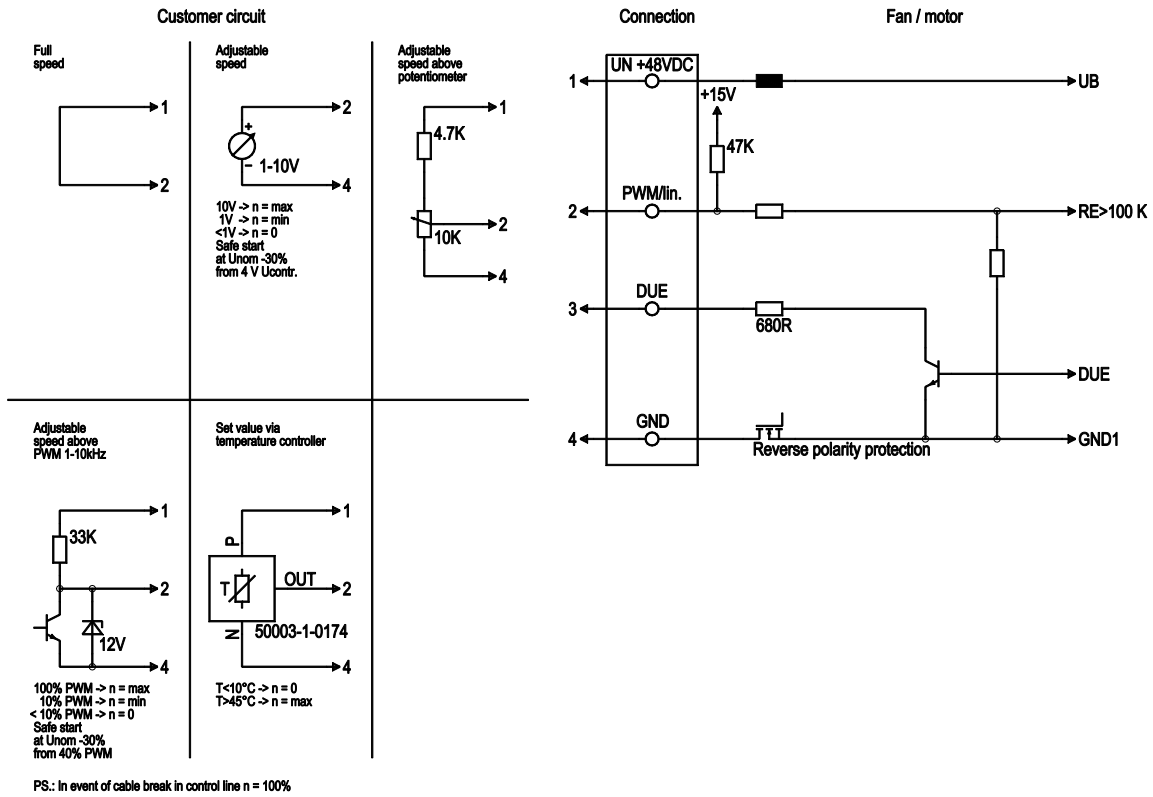 Customer circuit
Full
speed
1
2
Adjustable
speed
2
+
1-10V
–
4
10V -> n = max
1V -> n = min
<1V -> n = 0
Safe start
at Unom -30%
from 4 V Ucontr.
Adjustable
speed above
potentiometer
1
4.7K
2
10K
4
Adjustable
speed above
PWM 1-10kHz
1
33K
2
12V
4
100% PWM -> n = max
10% PWM -> n = min
< 10% PWM -> n = 0
Safe start
at Unom -30%
from 40% PWM
Set value via
temperature controller
1
P
T
OUT
2
N
50003-1-0174
4
T<10°C -> n = 0
T>45°C -> n = max
PS.: In event of cable break in control line n = 100%
Connection
Fan / motor
UN +48VDC
1
UB
+15V
47K
PWM/lin.
2
RE>100 K
DUE
3
680R
DUE
GND
4
GND1
Reverse polarity protection